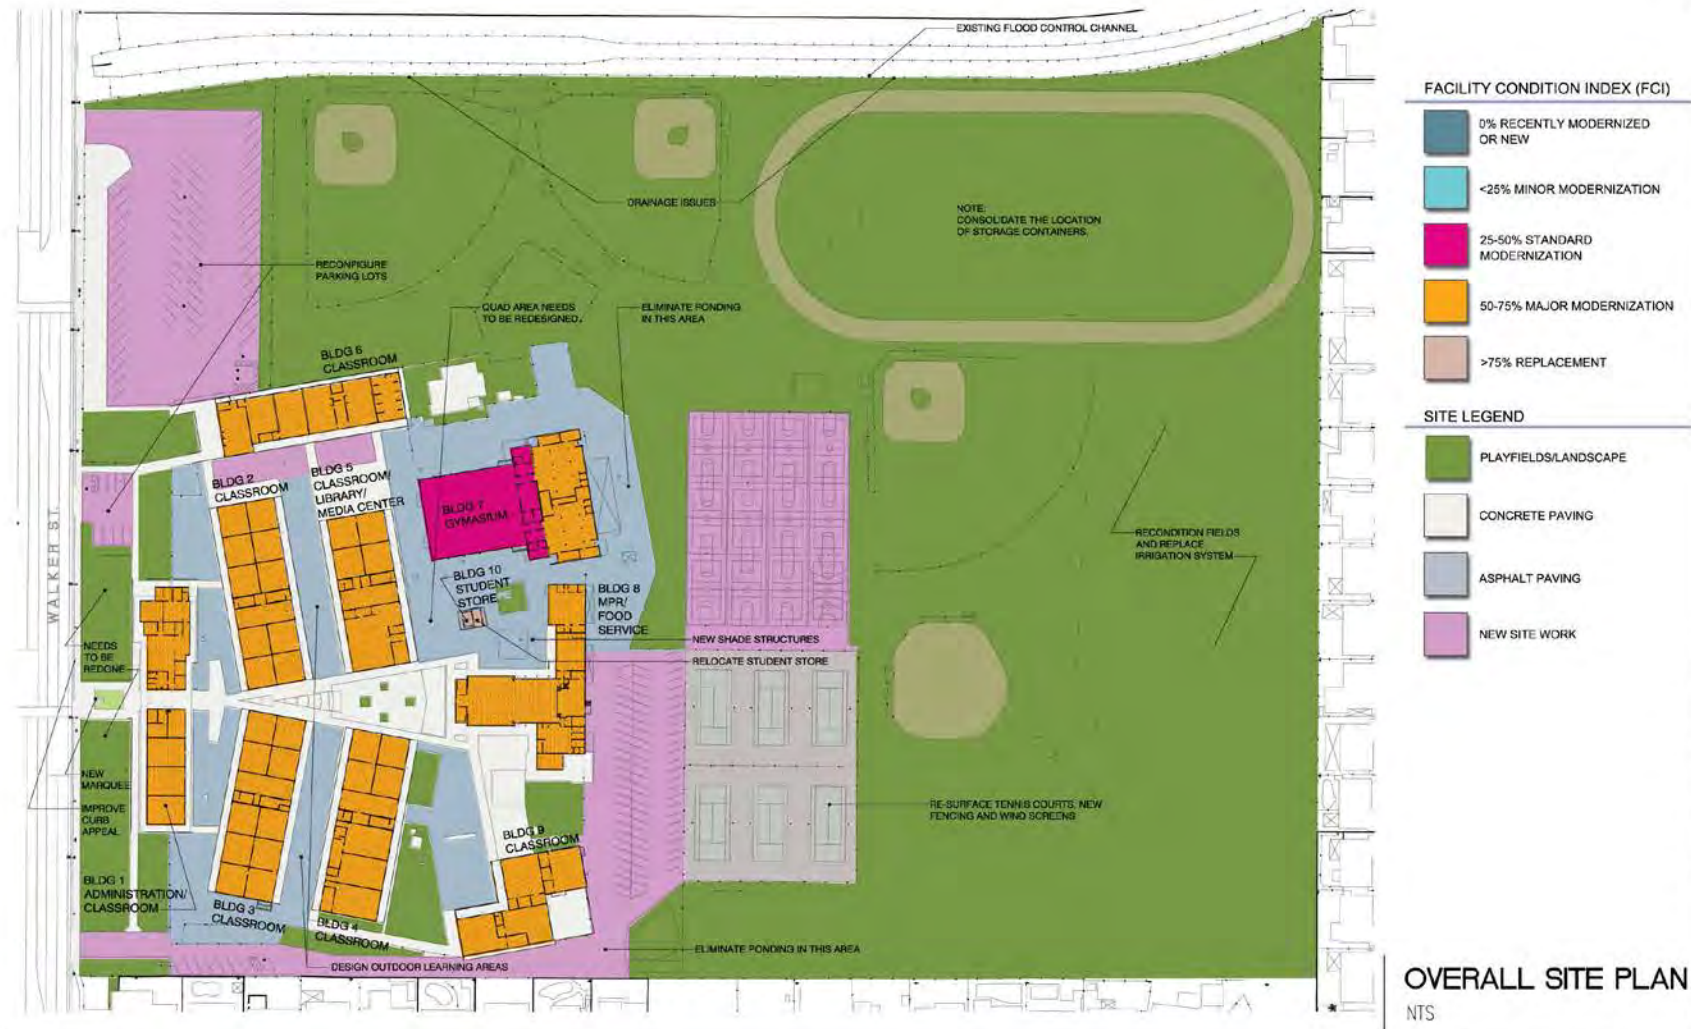 EXISTING FLOOD CONTROL CHANNEL
DRAINAGE ISSUES
NOTE:
CONSOLIDATE THE LOCATION
OF STORAGE CONTAINERS.
RECONFIGURE
PARKING LOTS
QUAD AREA NEEDS
TO BE REDESIGNED.
ELIMINATE PONDING
IN THIS AREA
BLDG 6
CLASSROOM
BLDG 2
CLASSROOM
BLDG 5
CLASSROOM/
LIBRARY/
MEDIA CENTER
BLDG 7
GYMASIUM
BLDG 10
STUDENT
STORE
BLDG 8
MPR/
FOOD
SERVICE
RECONDITION FIELDS
AND REPLACE
IRRIGATION SYSTEM
WALKER ST.
NEEDS
TO BE
REDONE
NEW SHADE STRUCTURES
RELOCATE STUDENT STORE
NEW
MARQUEE
IMPROVE
CURB
APPEAL
RE-SURFACE TENNIS COURTS, NEW
FENCING AND WIND SCREENS
BLDG 9
CLASSROOM
BLDG 1
ADMINISTRATION/
CLASSROOM
BLDG 3
CLASSROOM
BLDG 4
CLASSROOM
ELIMINATE PONDING IN THIS AREA
DESIGN OUTDOOR LEARNING AREAS
FACILITY CONDITION INDEX (FCI)
0% RECENTLY MODERNIZED
OR NEW
<25% MINOR MODERNIZATION
25-50% STANDARD
MODERNIZATION
50-75% MAJOR MODERNIZATION
>75% REPLACEMENT
SITE LEGEND
PLAYFIELDS/LANDSCAPE
CONCRETE PAVING
ASPHALT PAVING
NEW SITE WORK
OVERALL SITE PLAN
NTS